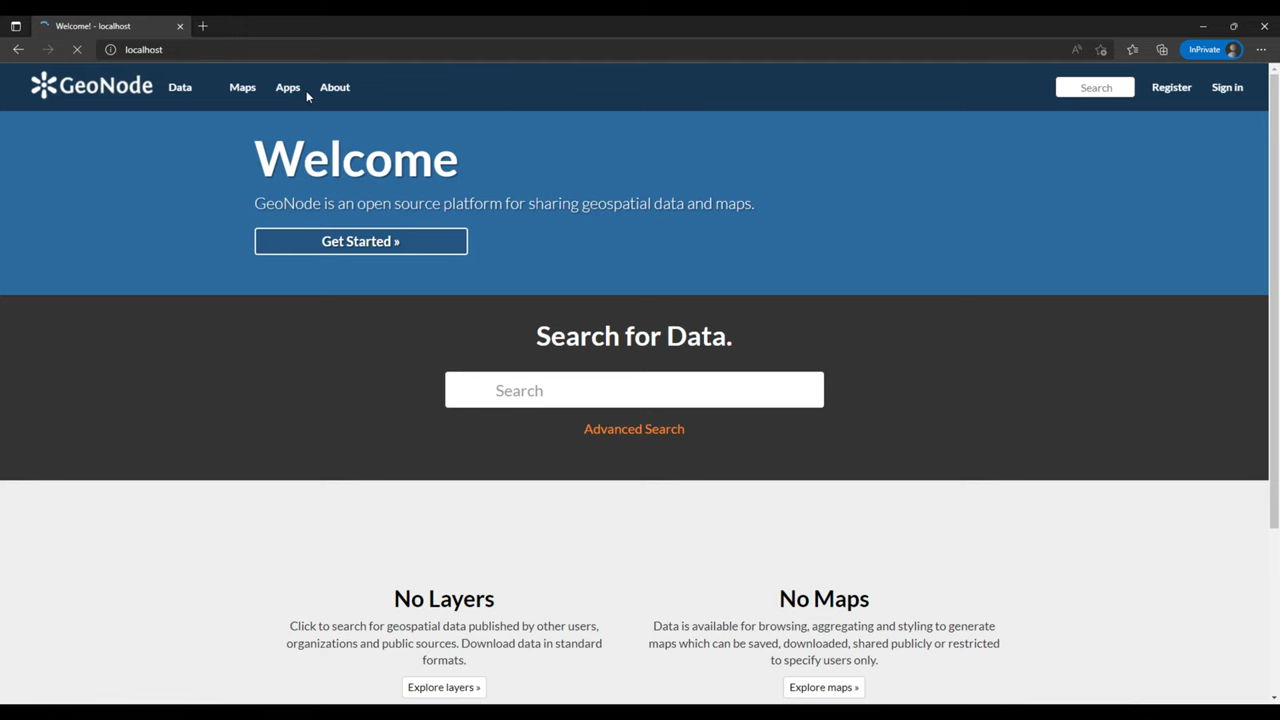 Welcome! - localhost
localhost
InPrivate
GeoNode
Data
Maps
Apps
About
Search
Register
Sign in
Welcome
GeoNode is an open source platform for sharing geospatial data and maps.
Get Started »
Search for Data.
Search
Advanced Search
No Layers
Click to search for geospatial data published by other users,
organizations and public sources. Download data in standard
formats.
Explore layers »
No Maps
Data is available for browsing, aggregating and styling to generate
maps which can be saved, downloaded, shared publicly or restricted
to specify users only.
Explore maps »